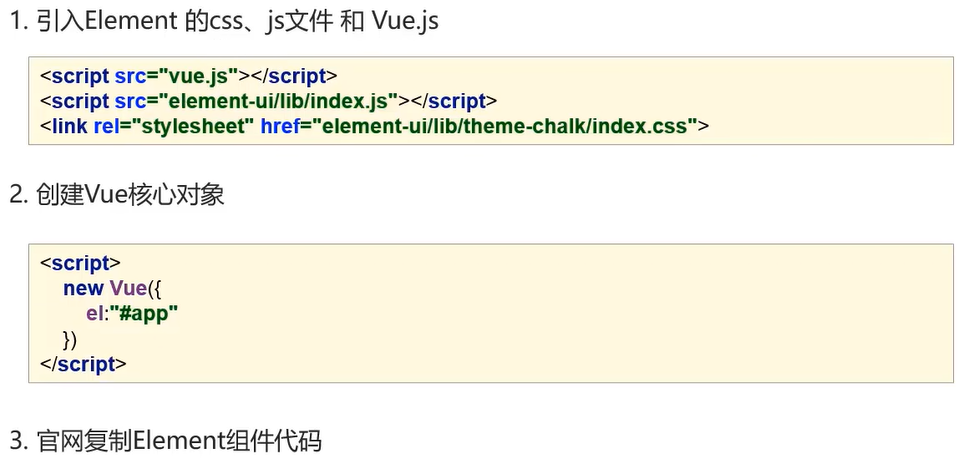 1. 引入Element 的css、js文件 和 Vue.js
<script src="vue.js"></script>
<script src="element-ui/lib/index.js"></script>
<link rel="stylesheet" href="element-ui/lib/theme-chalk/index.css">
2. 创建Vue核心对象
<script>
new Vue({
el:"#app"
})
</script>
3. 官网复制Element组件代码